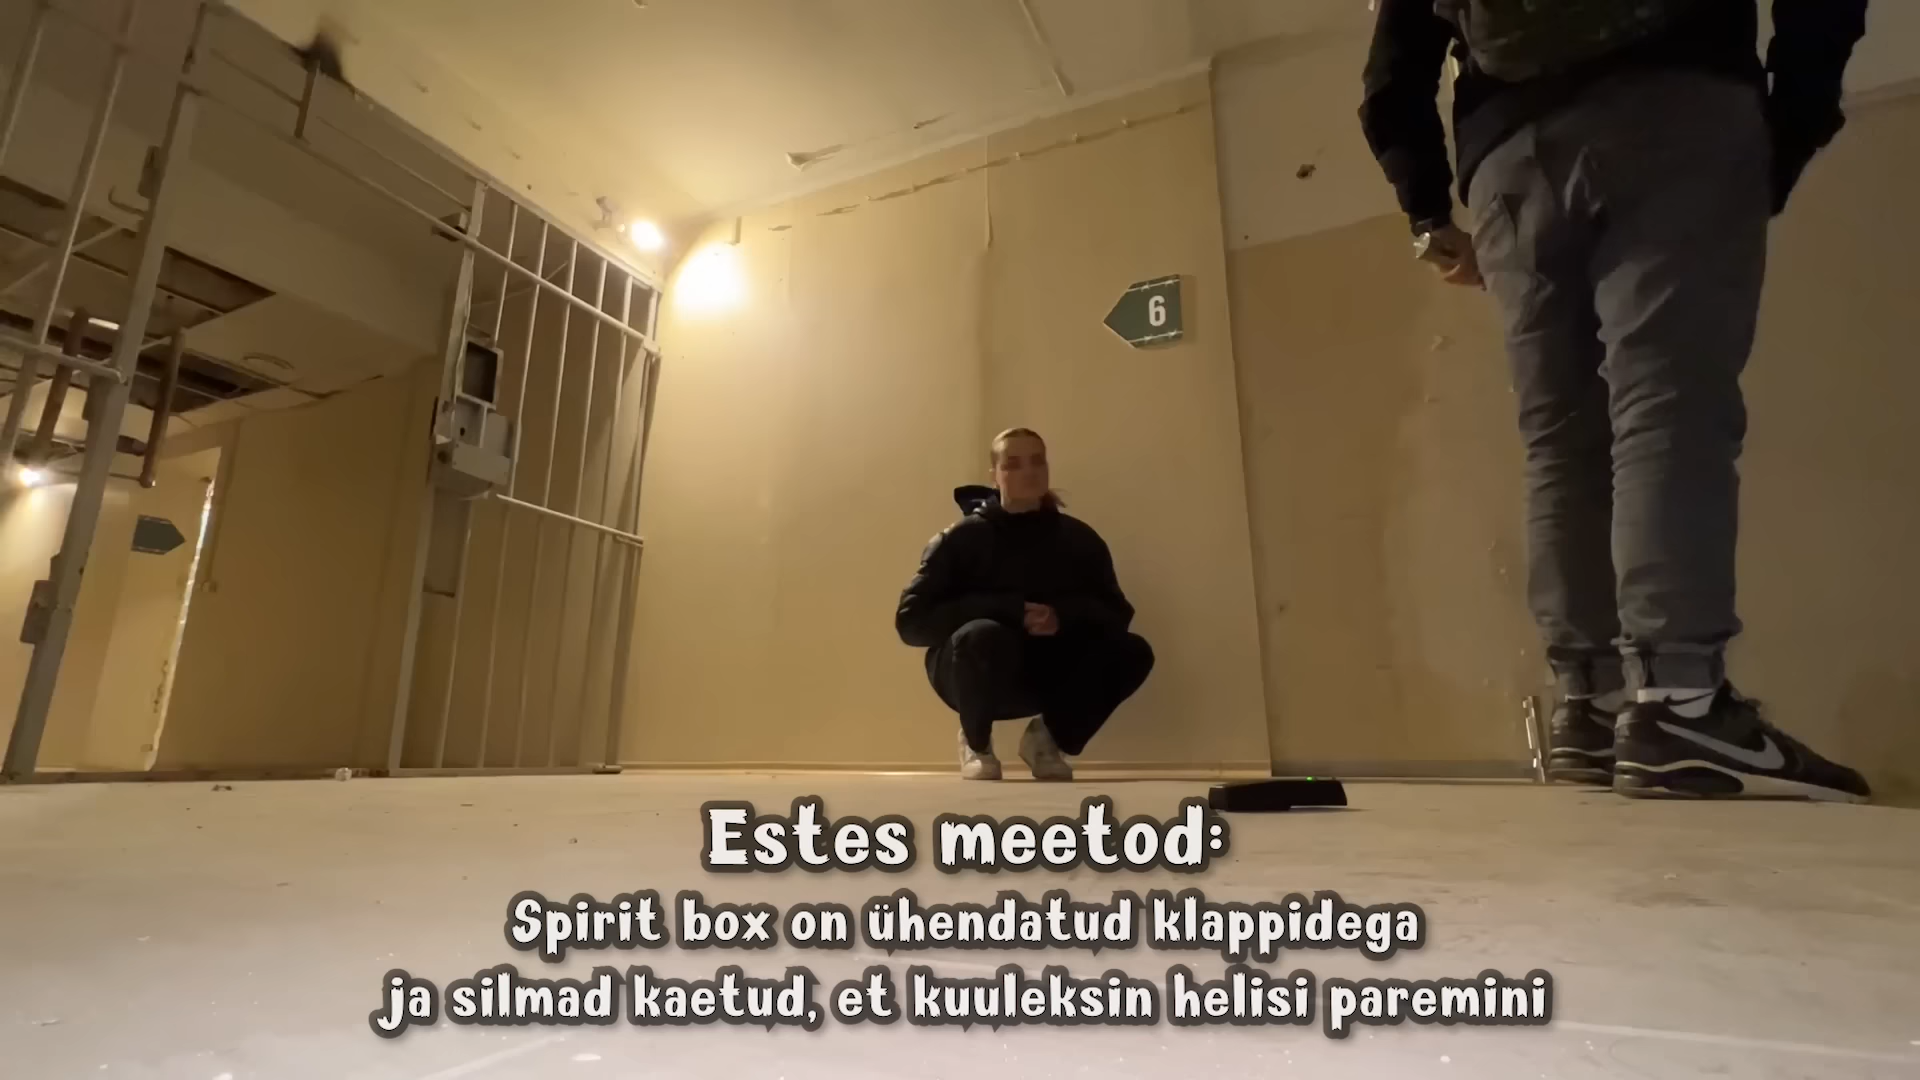 6
Estes meetod:
Spirit box on ühendatud klappidega
ja silmad kaetud, et kuuleksin helisi paremini